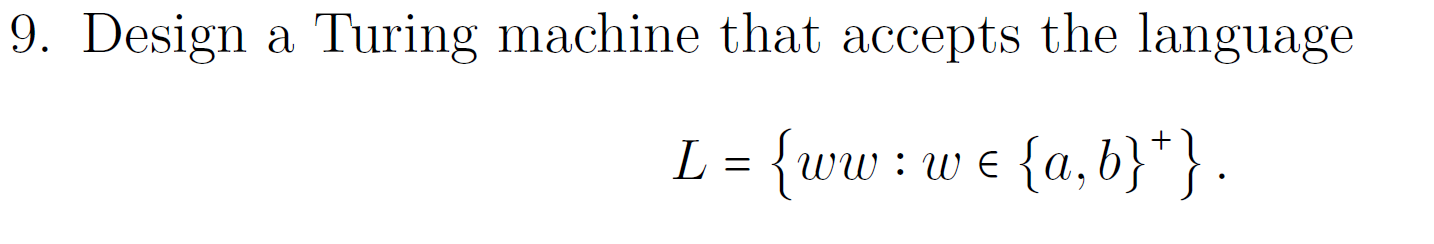 9. Design a Turing machine that accepts the language
L = {ww : w ∈ {a, b}⁺} .